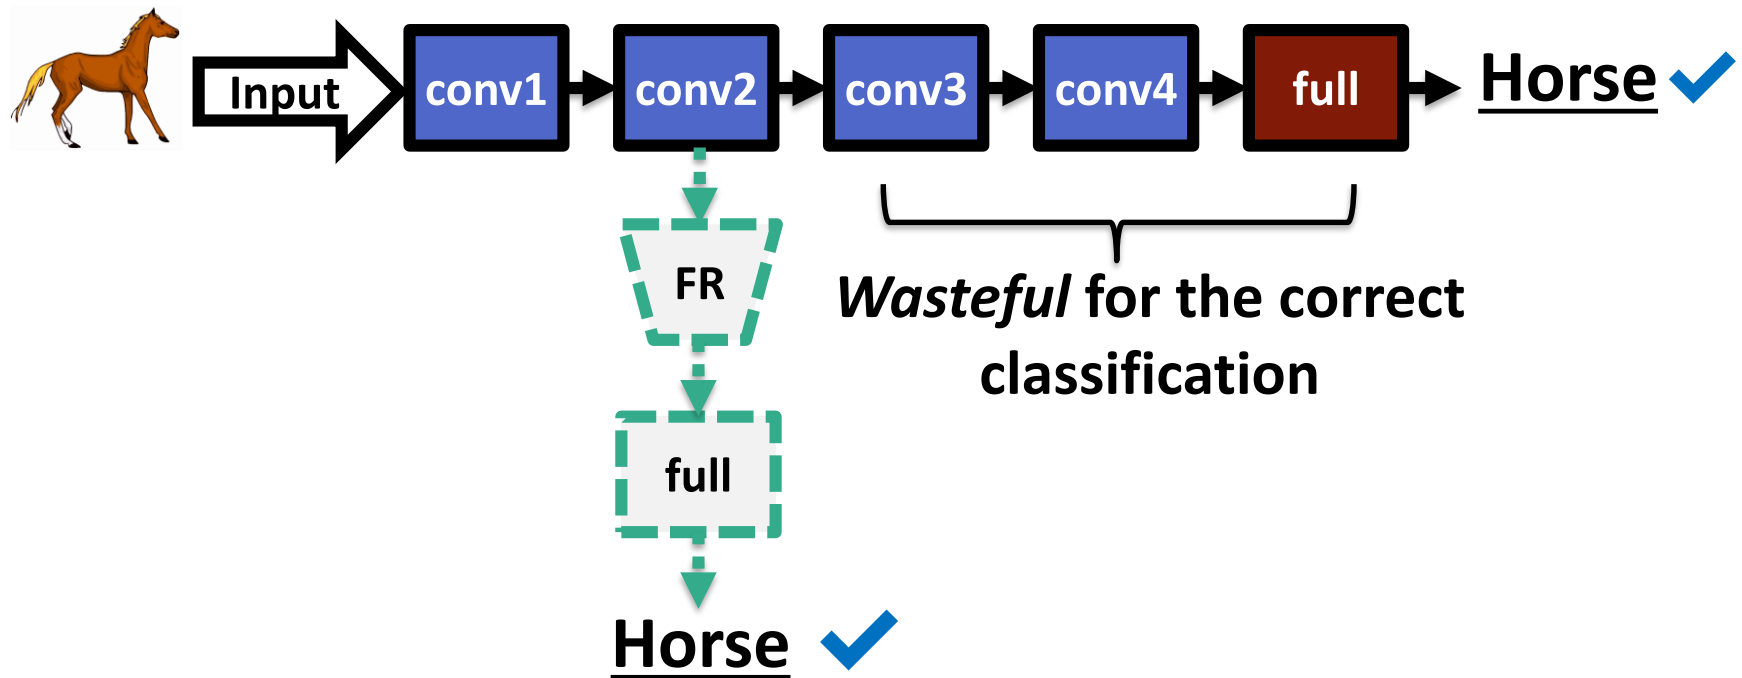 Input
conv1
conv2
conv3
conv4
full
Horse
FR
Wasteful for the correct
classification
full
Horse